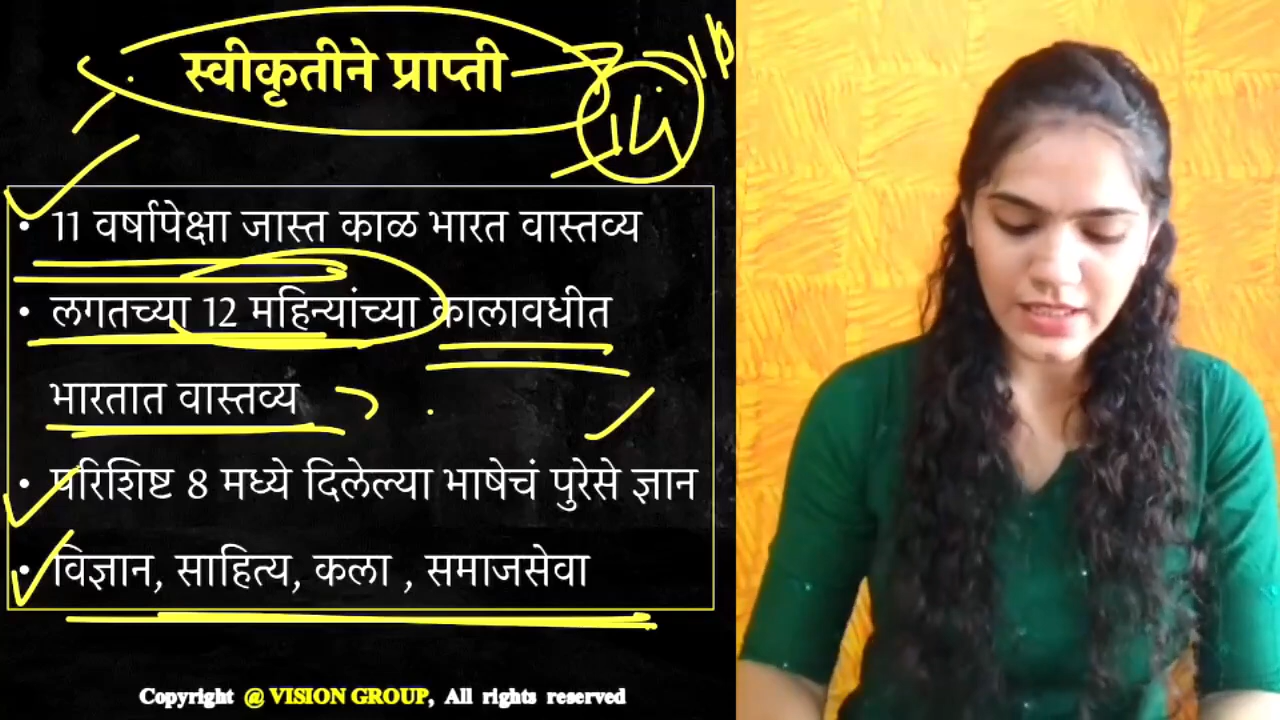 स्वीकृतीने प्राप्ती
14
• 11 वर्षापेक्षा जास्त काळ भारत वास्तव्य
• लगतच्या 12 महिन्यांच्या कालावधीत
भारतात वास्तव्य
• परिशिष्ट 8 मध्ये दिलेल्या भाषेचं पुरेसे ज्ञान
• विज्ञान, साहित्य, कला , समाजसेवा
Copyright @ VISION GROUP, All rights reserved